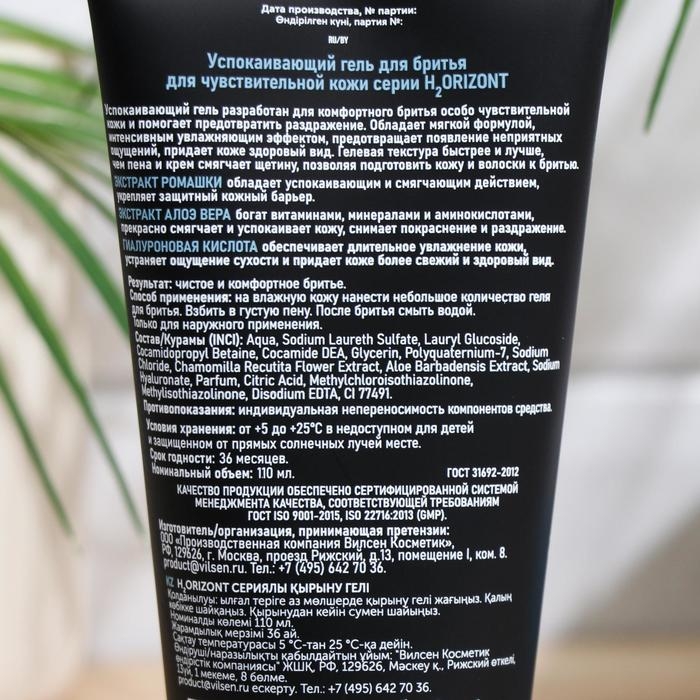 Дата производства, № партии:
Өндірілген күні, партия №:
RU/BY
Успокаивающий гель для бритья
для чувствительной кожи серии H₂ORIZONT
Успокаивающий гель разработан для комфортного бритья особо чувствительной
кожи и помогает предотвратить раздражение. Обладает мягкой формулой,
интенсивным увлажняющим эффектом, предотвращает появление неприятных
ощущений, придает коже здоровый вид. Гелевая текстура быстрее и лучше,
чем пена и крем смягчает щетину, позволяя подготовить кожу и волоски к бритью.
ЭКСТРАКТ РОМАШКИ обладает успокаивающим и смягчающим действием,
укрепляет защитный кожный барьер.
ЭКСТРАКТ АЛОЭ ВЕРА богат витаминами, минералами и аминокислотами,
прекрасно смягчает и успокаивает кожу, снимает покраснение и раздражение.
ГИАЛУРОНОВАЯ КИСЛОТА обеспечивает длительное увлажнение кожи,
устраняет ощущение сухости и придает коже более свежий и здоровый вид.
Результат: чистое и комфортное бритье.
Способ применения: на влажную кожу нанести небольшое количество геля
для бритья. Взбить в густую пену. После бритья смыть водой.
Только для наружного применения.
Состав/Курамы (INCI): Aqua, Sodium Laureth Sulfate, Lauryl Glucoside,
Cocamidopropyl Betaine, Cocamide DEA, Glycerin, Polyquaternium-7, Sodium
Chloride, Chamomilla Recutita Flower Extract, Aloe Barbadensis Extract, Sodium
Hyaluronate, Parfum, Citric Acid, Methylchloroisothiazolinone,
Methylisothiazolinone, Disodium EDTA, CI 77491.
Противопоказания: индивидуальная непереносимость компонентов средства.
Условия хранения: от +5 до +25°C в недоступном для детей
и защищенном от прямых солнечных лучей месте.
Срок годности: 36 месяцев.
Номинальный объем: 110 мл. ГОСТ 31692-2012
КАЧЕСТВО ПРОДУКЦИИ ОБЕСПЕЧЕНО СЕРТИФИЦИРОВАННОЙ СИСТЕМОЙ
МЕНЕДЖМЕНТА КАЧЕСТВА, СООТВЕТСТВУЮЩЕЙ ТРЕБОВАНИЯМ
ГОСТ ISO 9001-2015, ISO 22716:2013 (GMP).
Изготовитель/организация, принимающая претензии:
ООО «Производственная компания Вилсен Косметик»,
РФ, 129626, г. Москва, проезд Рижский, д.13, помещение I, ком. 8.
product@vilsen.ru. Тел.: +7 (495) 642 70 36.
KZ H₂ORIZONT СЕРИЯЛЫ ҚЫРЫНУ ГЕЛІ
Қолданылуы: ылғал теріге аз мөлшерде қырыну гелі жағыңыз. Қалың
көбікке шайқаңыз. Қырынудан кейін сумен шайыңыз.
Номиналды көлемі 110 мл.
Жарамдылық мерзімі 36 ай.
Сақтау температурасы 5 °C-тан 25 °C-қа дейін.
Өндіруші/наразылықты қабылдайтын ұйым: "Вилсен Косметик
өндірістік компаниясы" ЖШҚ, РФ, 129626, Мәскеу қ., Рижский өткелі,
13үй, 1 мекеме, 8 бөлме.
product@vilsen.ru ескерту. Тел.: +7 (495) 642 70 36.